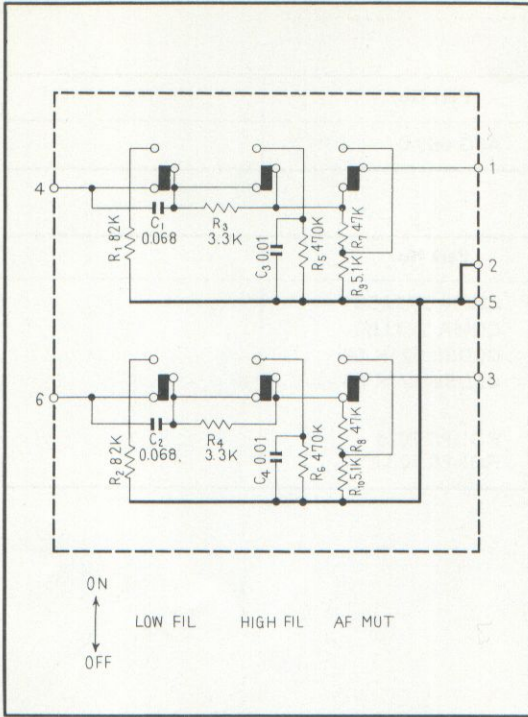 4
1
C₁
0.068
R₃
3.3K
R₁ 82K
C₃ 0.01
R₅ 470K
R₇ 47K
R₉ 5.1K
2
5
6
3
C₂
0.068.
R₄
3.3K
R₂ 82K
C₄ 0.01
R₆ 470K
R₈ 47K
R₁₀ 5.1K
ON
LOW FIL HIGH FIL AF MUT
OFF